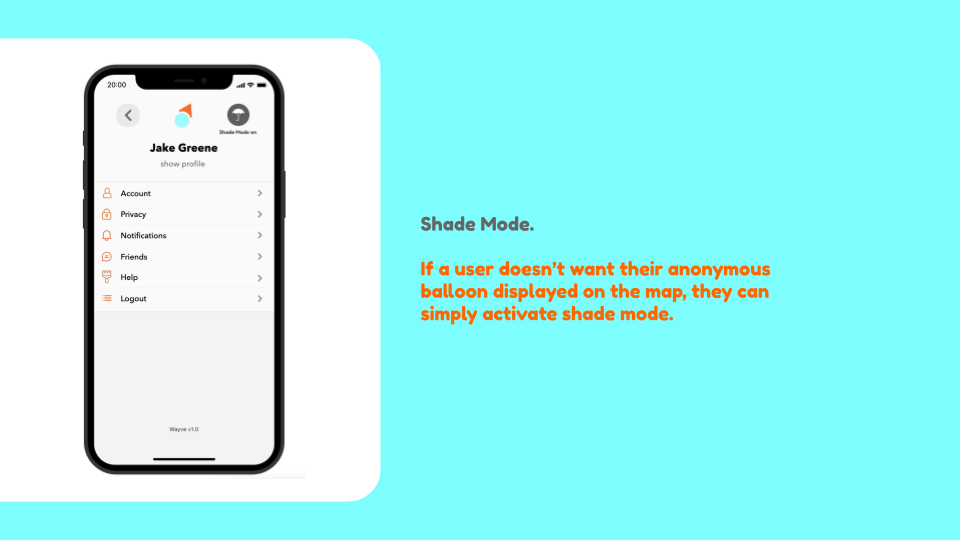 20:00
Shade Mode on
Jake Greene
show profile
Account
Privacy
Notifications
Friends
Help
Logout
Wayve v1.0
Shade Mode.
If a user doesn’t want their anonymous
balloon displayed on the map, they can
simply activate shade mode.